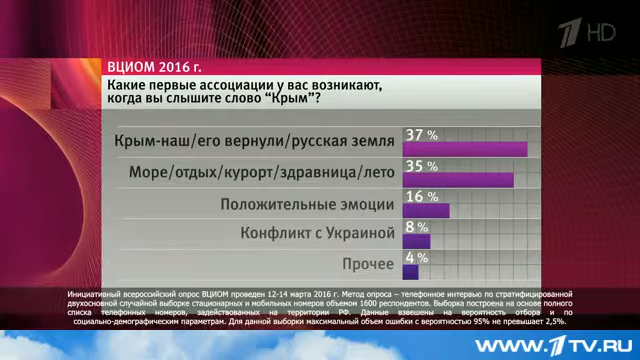 1 HD
ВЦИОМ 2016 г.
Какие первые ассоциации у вас возникают,
когда вы слышите слово “Крым”?
Крым-наш/его вернули/русская земля 37 %
Море/отдых/курорт/здравница/лето 35 %
Положительные эмоции 16 %
Конфликт с Украиной 8 %
Прочее 4 %
Инициативный всероссийский опрос ВЦИОМ проведен 12-14 марта 2016 г. Метод опроса – телефонное интервью по стратифицированной
двухосновной случайной выборке стационарных и мобильных номеров объемом 1600 респондентов. Выборка построена на основе полного
списка телефонных номеров, задействованных на территории РФ. Данные взвешены на вероятность отбора и по
социально-демографическим параметрам. Для данной выборки максимальный объем ошибки с вероятностью 95% не превышает 2,5%.
WWW.1TV.RU